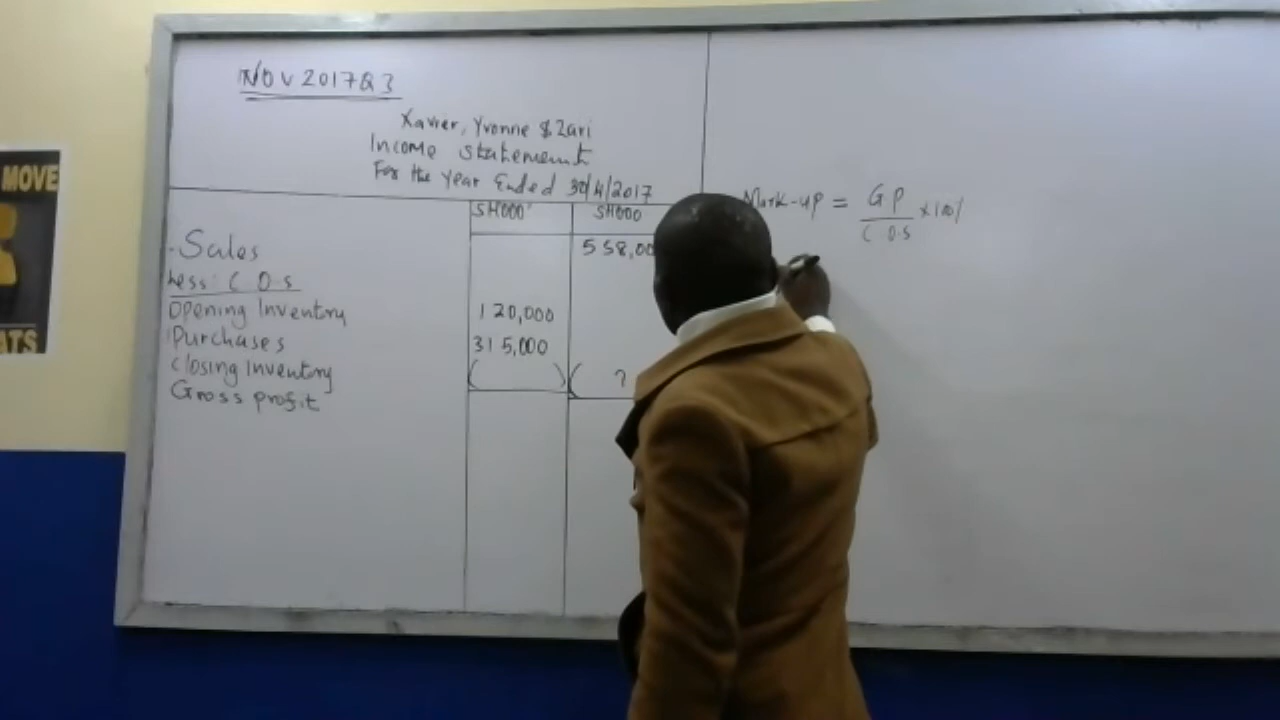 MOVE
ATS
NOV 2017 Q3
Xavier, Yvonne & Zari
Income statement
For the Year Ended 30/4/2017
SH000' SH000
Sales 558,00
Less: C O.s
Opening Inventory 120,000
Purchases 315,000
Closing Inventory ( ) ( ?
Gross profit
Mark-up = GP x100%
C O.S